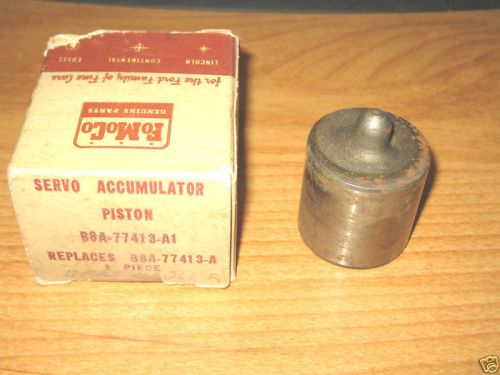 LINCOLN CONTINENTAL EDSEL
for the Ford Family of Fine Cars
FoMoCo
GENUINE PARTS
SERVO ACCUMULATOR
PISTON
B8A-77413-A1
REPLACES B8A-77413-A
1 PIECE